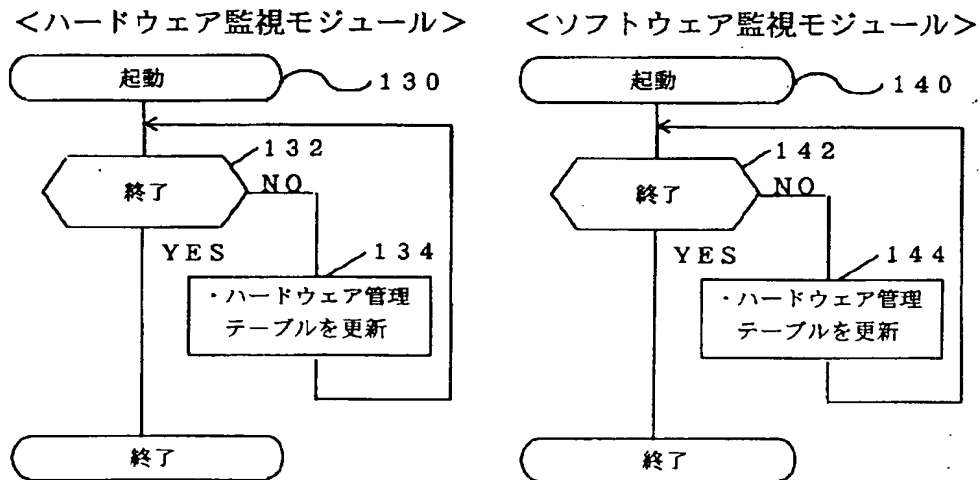 <ハードウェア監視モジュール>
起動
130
132
終了
NO
YES
134
・ハードウェア管理
テーブルを更新
終了
<ソフトウェア監視モジュール>
起動
140
142
終了
NO
YES
144
・ハードウェア管理
テーブルを更新
終了